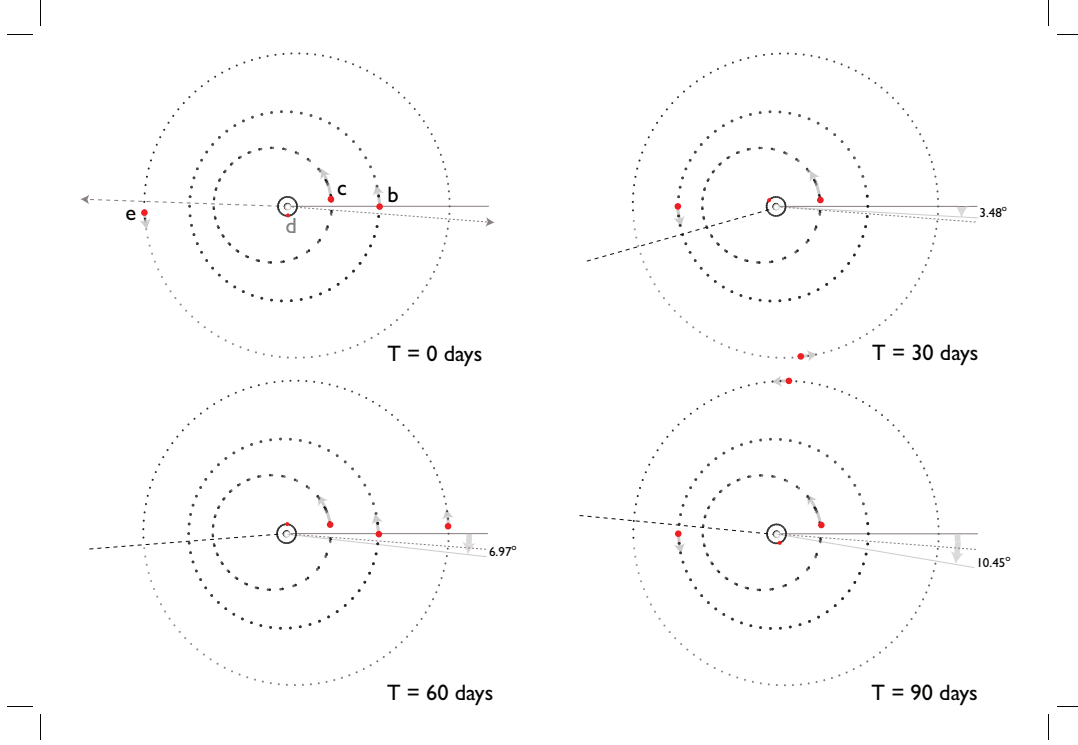 c
b
e
d
T = 0 days
3.48°
T = 30 days
6.97°
T = 60 days
10.45°
T = 90 days